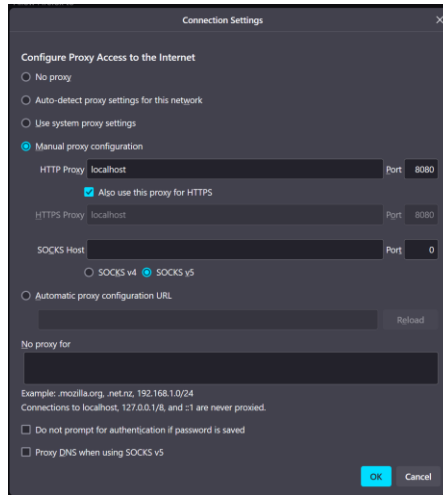 Connection Settings
Configure Proxy Access to the Internet
No proxy
Auto-detect proxy settings for this network
Use system proxy settings
Manual proxy configuration
HTTP Proxy localhost Port 8080
Also use this proxy for HTTPS
HTTPS Proxy localhost Port 8080
SOCKS Host Port 0
SOCKS v4 SOCKS v5
Automatic proxy configuration URL
Reload
No proxy for
Example: .mozilla.org, .net.nz, 192.168.1.0/24
Connections to localhost, 127.0.0.1/8, and ::1 are never proxied.
Do not prompt for authentication if password is saved
Proxy DNS when using SOCKS v5
OK Cancel